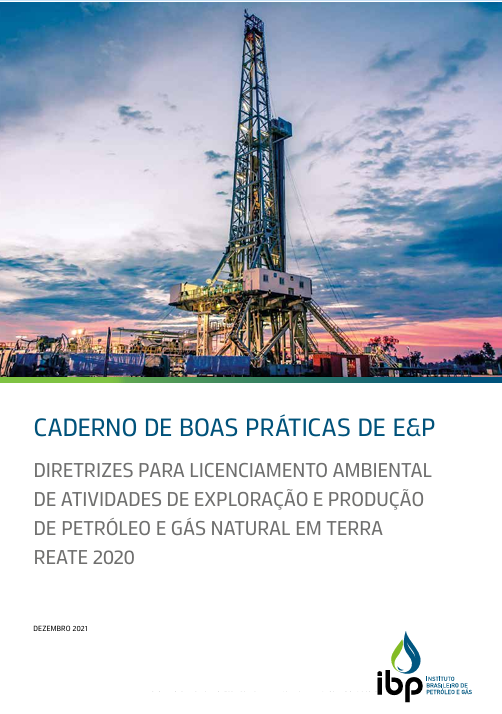 CADERNO DE BOAS PRÁTICAS DE E&P
DIRETRIZES PARA LICENCIAMENTO AMBIENTAL
DE ATIVIDADES DE EXPLORAÇÃO E PRODUÇÃO
DE PETRÓLEO E GÁS NATURAL EM TERRA
REATE 2020
DEZEMBRO 2021
ibp
INSTITUTO
BRASILEIRO DE
PETRÓLEO E GÁS